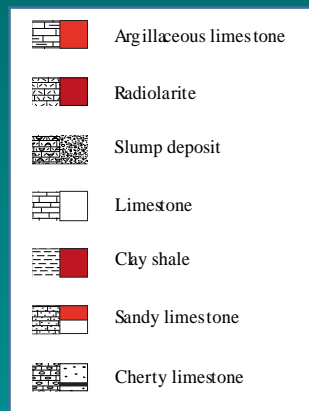 Argillaceous limestone
Radiolarite
Slump deposit
Limestone
Clay shale
Sandy limestone
Cherty limestone